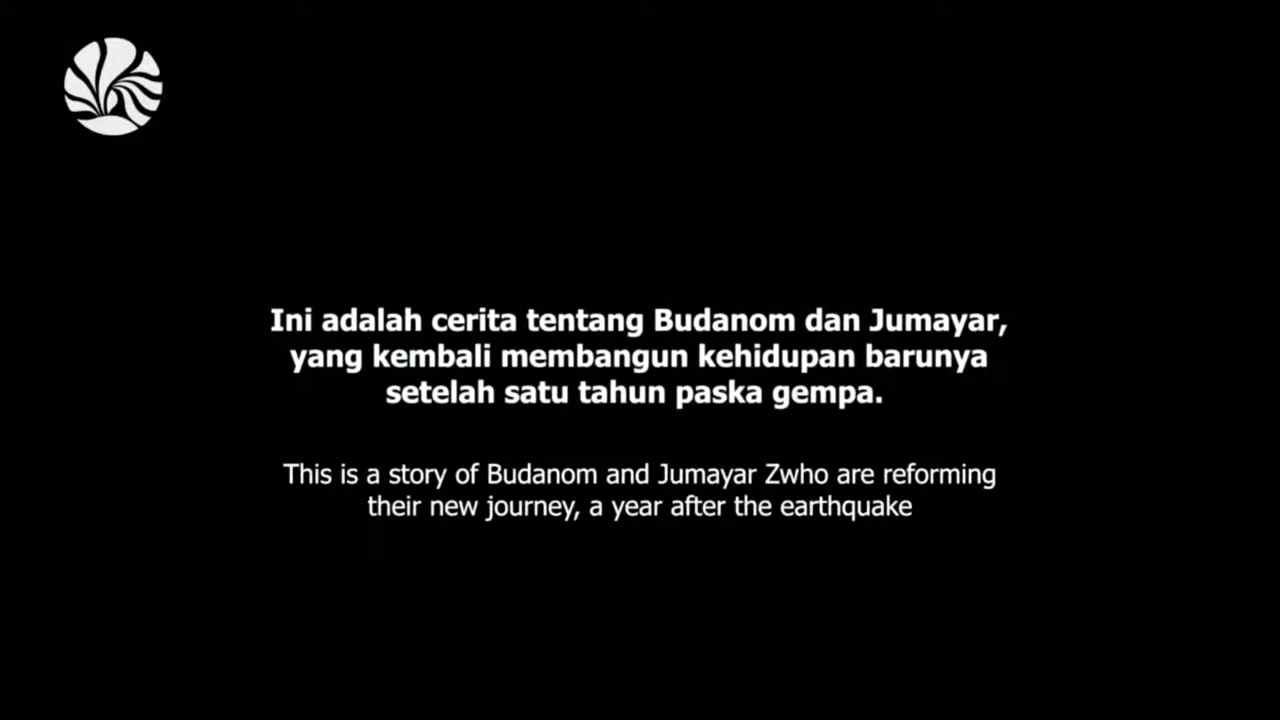 Ini adalah cerita tentang Budanom dan Jumayar,
yang kembali membangun kehidupan barunya
setelah satu tahun paska gempa.
This is a story of Budanom and Jumayar Zwho are reforming
their new journey, a year after the earthquake